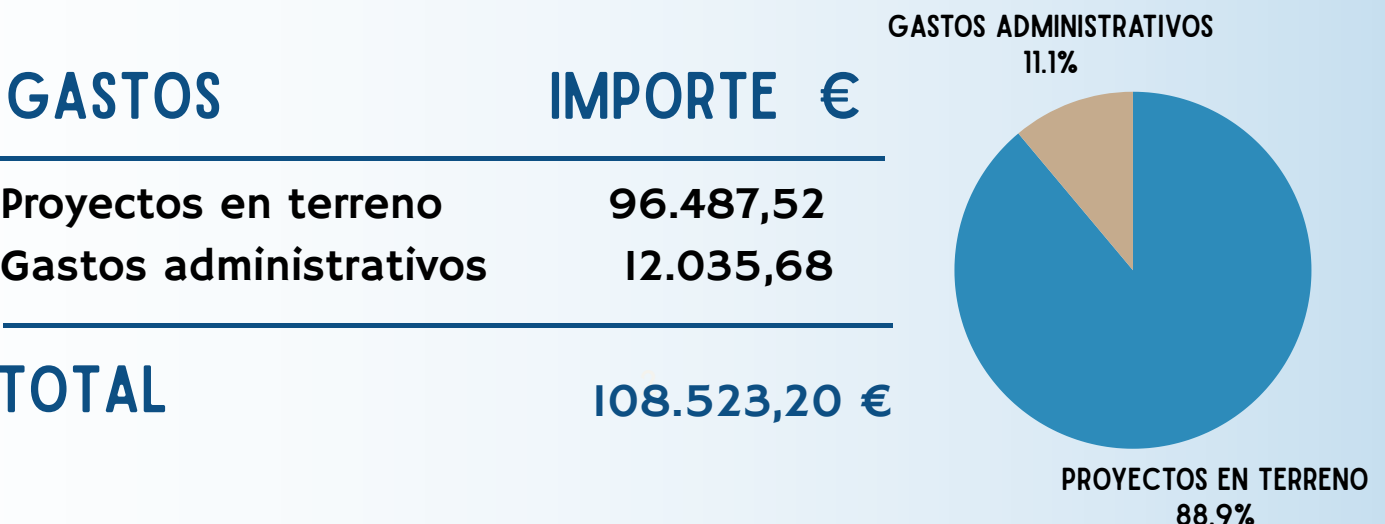 GASTOS IMPORTE €
Proyectos en terreno 96.487,52
Gastos administrativos 12.035,68
TOTAL 108.523,20 €
GASTOS ADMINISTRATIVOS
11.1%
PROYECTOS EN TERRENO
88.9%